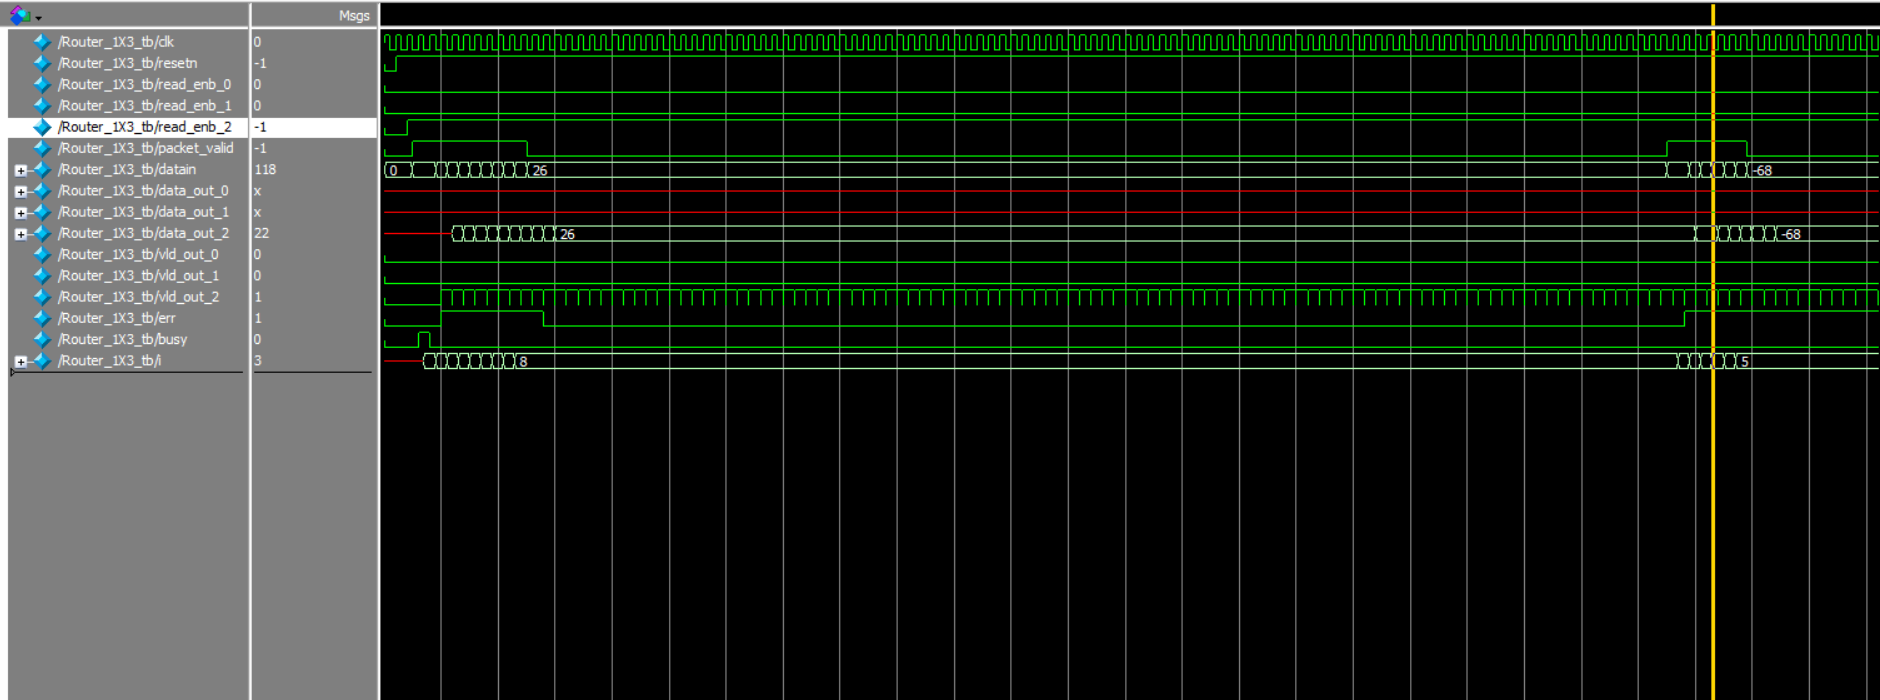 Msgs
/Router_1X3_tb/clk 0
/Router_1X3_tb/resetn -1
/Router_1X3_tb/read_enb_0 0
/Router_1X3_tb/read_enb_1 0
/Router_1X3_tb/read_enb_2 -1
/Router_1X3_tb/packet_valid -1
/Router_1X3_tb/datain 118 0 26 -68
/Router_1X3_tb/data_out_0 x
/Router_1X3_tb/data_out_1 x
/Router_1X3_tb/data_out_2 22 26 -68
/Router_1X3_tb/vld_out_0 0
/Router_1X3_tb/vld_out_1 0
/Router_1X3_tb/vld_out_2 1
/Router_1X3_tb/err 1
/Router_1X3_tb/busy 0
/Router_1X3_tb/i 3 8 5